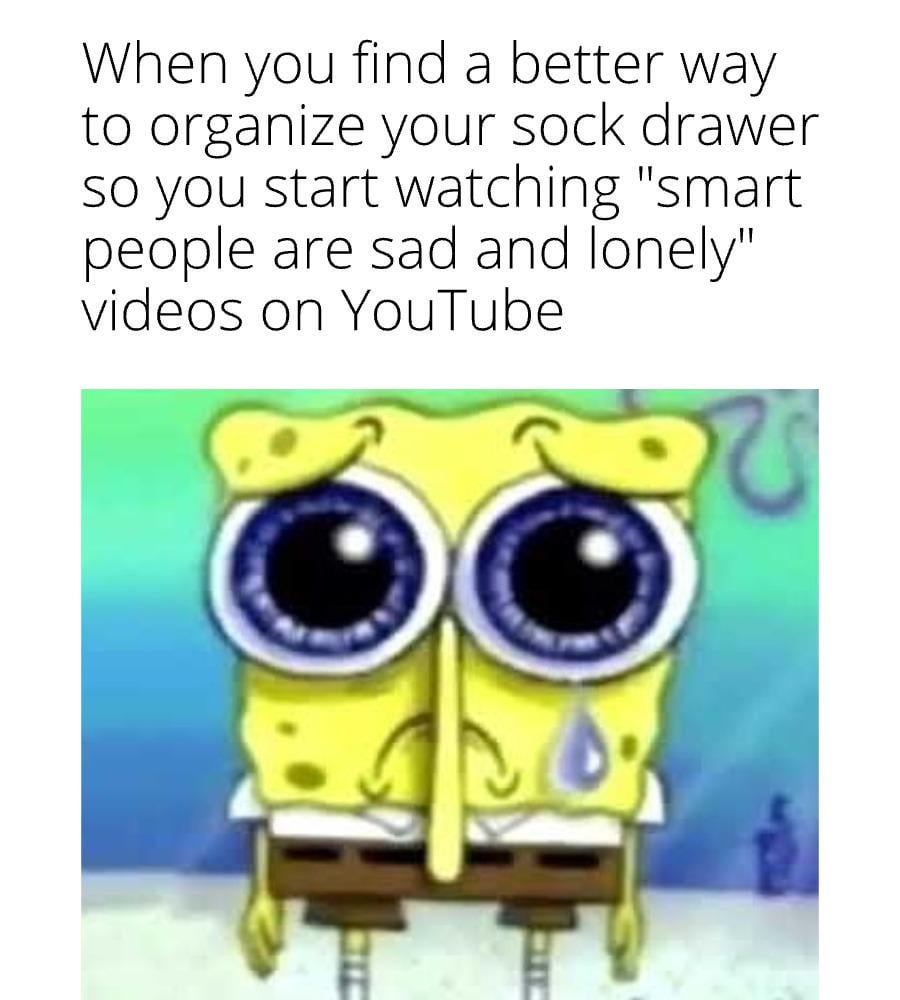 When you find a better way
to organize your sock drawer
so you start watching "smart
people are sad and lonely"
videos on YouTube